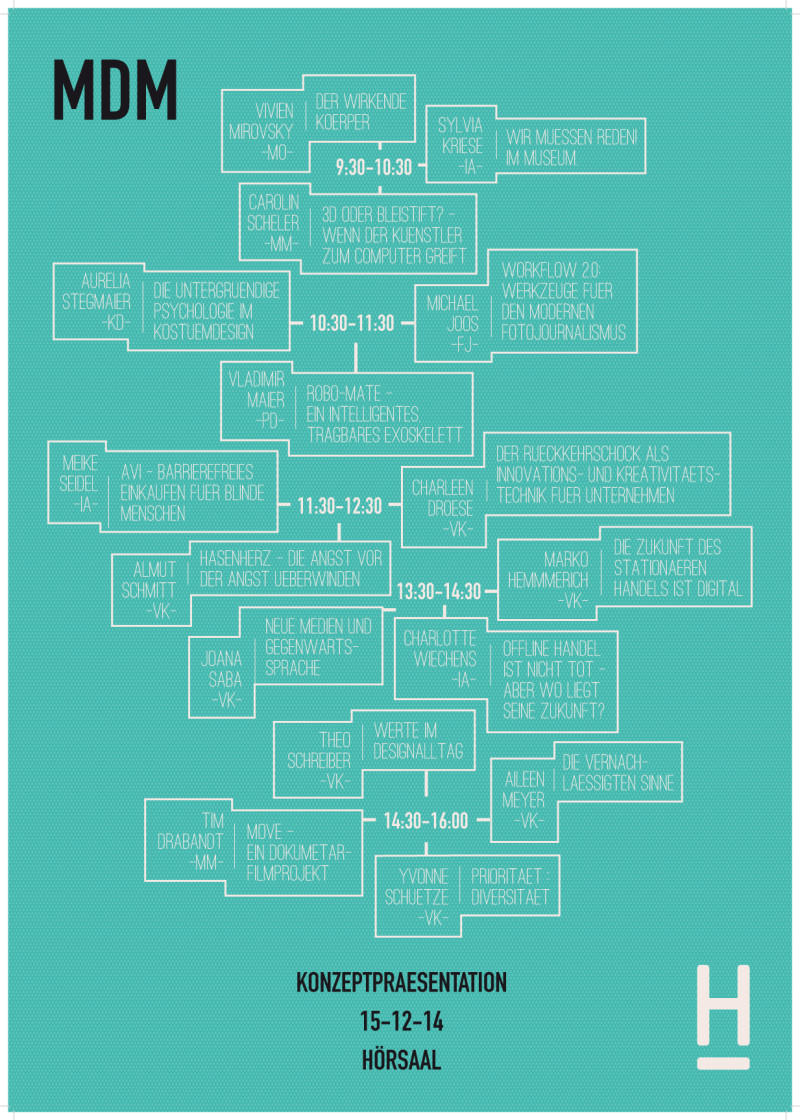 MDM
VIVIEN
MIROVSKY
-MO-
DER WIRKENDE
KOERPER
SYLVIA
KRIESE
-IA-
WIR MUESSEN REDEN!
IM MUSEUM.
9:30-10:30
CAROLIN
SCHELER
-MM-
3D ODER BLEISTIFT? -
WENN DER KUENSTLER
ZUM COMPUTER GREIFT
AURELIA
STEGMAIER
-KD-
DIE UNTERGRUENDIGE
PSYCHOLOGIE IM
KOSTUEMDESIGN
10:30-11:30
MICHAEL
JOOS
-FJ-
WORKFLOW 2.0:
WERKZEUGE FUER
DEN MODERNEN
FOTOJOURNALISMUS
VLADIMIR
MAIER
-PD-
ROBO-MATE -
EIN INTELLIGENTES,
TRAGBARES EXOSKELETT
MEIKE
SEIDEL
-IA-
AVI - BARRIEREFREIES
EINKAUFEN FUER BLINDE
MENSCHEN
11:30-12:30
CHARLEEN
DROESE
-VK-
DER RUECKKEHRSCHOCK ALS
INNOVATIONS- UND KREATIVITAETS-
TECHNIK FUER UNTERNEHMEN
ALMUT
SCHMITT
-VK-
HASENHERZ - DIE ANGST VOR
DER ANGST UEBERWINDEN
13:30-14:30
MARKO
HEMMMERICH
-VK-
DIE ZUKUNFT DES
STATIONAEREN
HANDELS IST DIGITAL
JOANA
SABA
-VK-
NEUE MEDIEN UND
GEGENWARTS-
SPRACHE
CHARLOTTE
WIECHENS
-IA-
OFFLINE HANDEL
IST NICHT TOT -
ABER WO LIEGT
SEINE ZUKUNFT?
THEO
SCHREIBER
-VK-
WERTE IM
DESIGNALLTAG
14:30-16:00
AILEEN
MEYER
-VK-
DIE VERNACH-
LAESSIGTEN SINNE
TIM
DRABANDT
-MM-
MOVE -
EIN DOKUMETAR-
FILMPROJEKT
YVONNE
SCHUETZE
-VK-
PRIORITAET :
DIVERSITAET
KONZEPTPRAESENTATION
15-12-14
HÖRSAAL
H